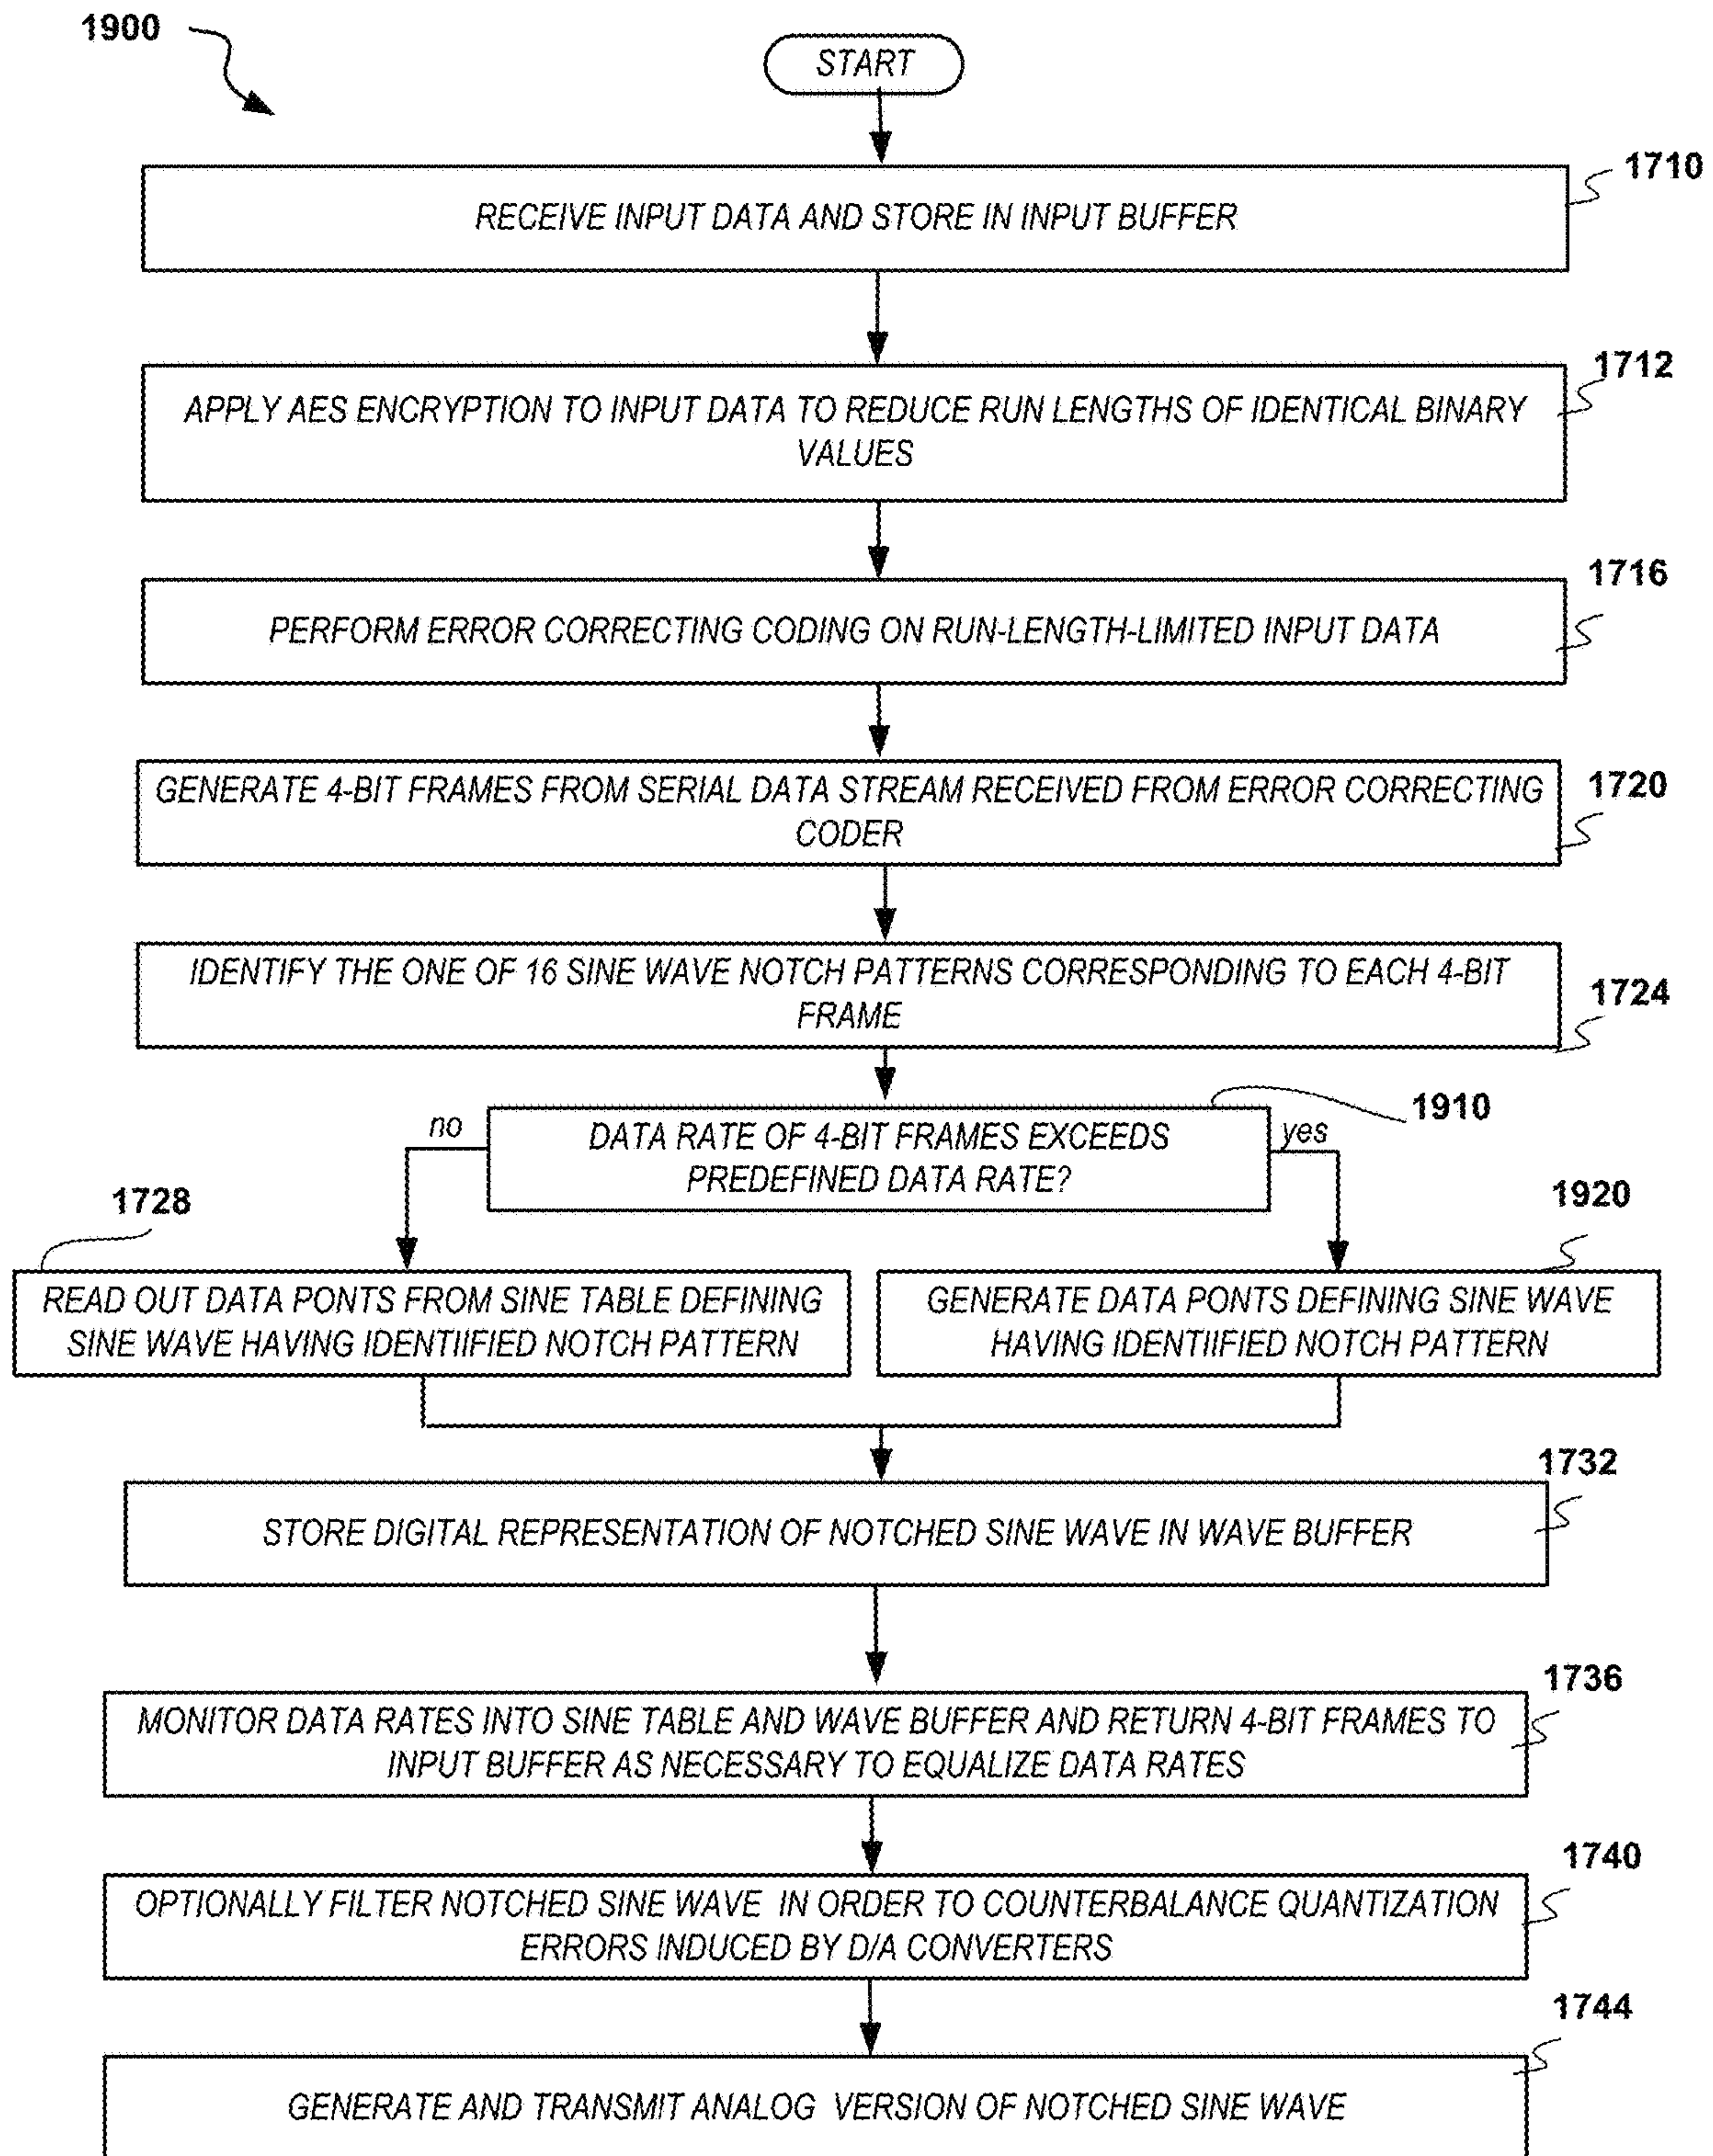 1900
START
1710
RECEIVE INPUT DATA AND STORE IN INPUT BUFFER
1712
APPLY AES ENCRYPTION TO INPUT DATA TO REDUCE RUN LENGTHS OF IDENTICAL BINARY
VALUES
1716
PERFORM ERROR CORRECTING CODING ON RUN-LENGTH-LIMITED INPUT DATA
1720
GENERATE 4-BIT FRAMES FROM SERIAL DATA STREAM RECEIVED FROM ERROR CORRECTING
CODER
1724
IDENTIFY THE ONE OF 16 SINE WAVE NOTCH PATTERNS CORRESPONDING TO EACH 4-BIT
FRAME
1910
no
DATA RATE OF 4-BIT FRAMES EXCEEDS
PREDEFINED DATA RATE?
yes
1728
READ OUT DATA PONTS FROM SINE TABLE DEFINING
SINE WAVE HAVING IDENTIIFIED NOTCH PATTERN
1920
GENERATE DATA PONTS DEFINING SINE WAVE
HAVING IDENTIIFIED NOTCH PATTERN
1732
STORE DIGITAL REPRESENTATION OF NOTCHED SINE WAVE IN WAVE BUFFER
1736
MONITOR DATA RATES INTO SINE TABLE AND WAVE BUFFER AND RETURN 4-BIT FRAMES TO
INPUT BUFFER AS NECESSARY TO EQUALIZE DATA RATES
1740
OPTIONALLY FILTER NOTCHED SINE WAVE IN ORDER TO COUNTERBALANCE QUANTIZATION
ERRORS INDUCED BY D/A CONVERTERS
1744
GENERATE AND TRANSMIT ANALOG VERSION OF NOTCHED SINE WAVE